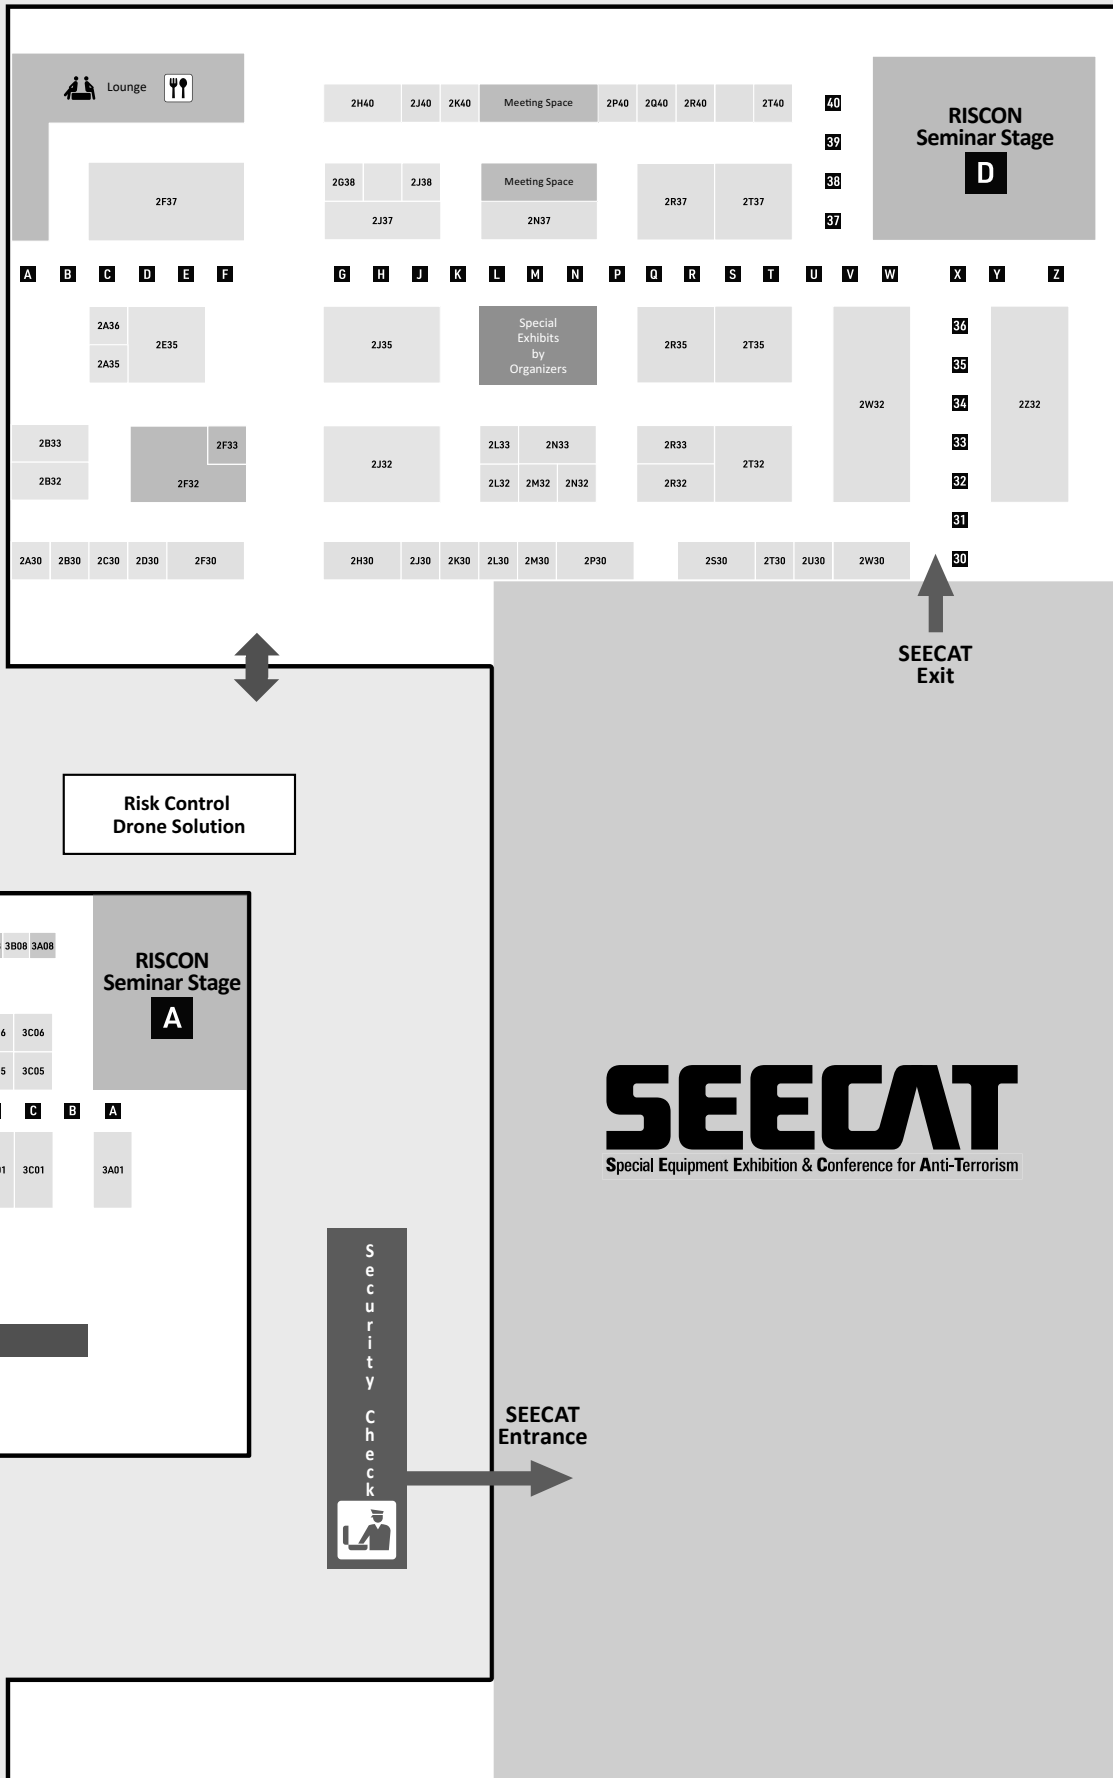 Lounge
2H40 2J40 2K40 Meeting Space 2P40 2Q40 2R40 2T40 40
RISCON
Seminar Stage
D
39
2G38 2J38 Meeting Space 38
2F37 2R37 2T37
2J37 2N37 37
A B C D E F G H J K L M N P Q R S T U V W X Y Z
2A36 36
Special
Exhibits
by
Organizers
2E35 2J35 2R35 2T35
2A35 35
2W32 34 2Z32
2B33 2F33 2L33 2N33 2R33 33
2J32 2T32
2B32 2F32 2L32 2M32 2N32 2R32 32
31
2A30 2B30 2C30 2D30 2F30 2H30 2J30 2K30 2L30 2M30 2P30 2S30 2T30 2U30 2W30 30
SEECAT
Exit
Risk Control
Drone Solution
3B08 3A08
RISCON
Seminar Stage
A
6 3C06
5 3C05
C B A
1 3C01 3A01
SEECAT
Special Equipment Exhibition & Conference for Anti-Terrorism
Security Check
SEECAT
Entrance